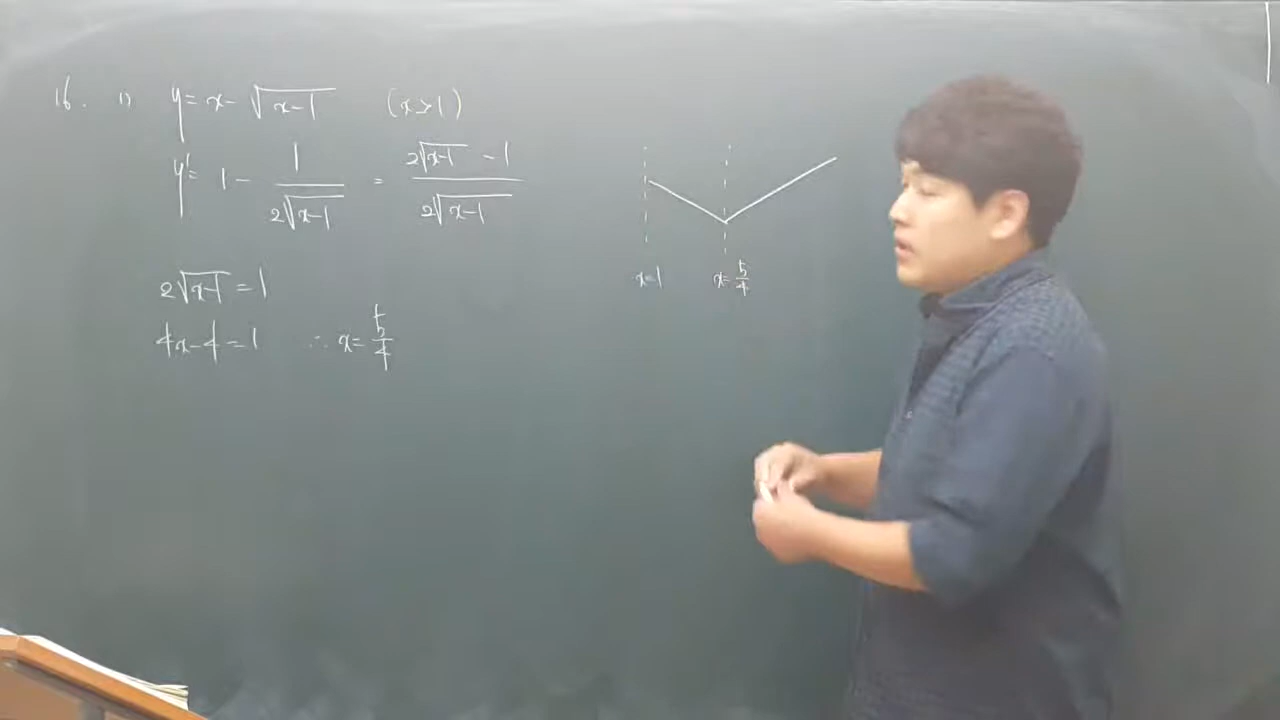 16. 1) y = x - √(x-1) (x>1)
y' = 1 - 1/(2√(x-1)) = (2√(x-1) - 1)/(2√(x-1))
2√(x-1) = 1
4x-4=1 ∴ x = 5/4
x=1 x=5/4